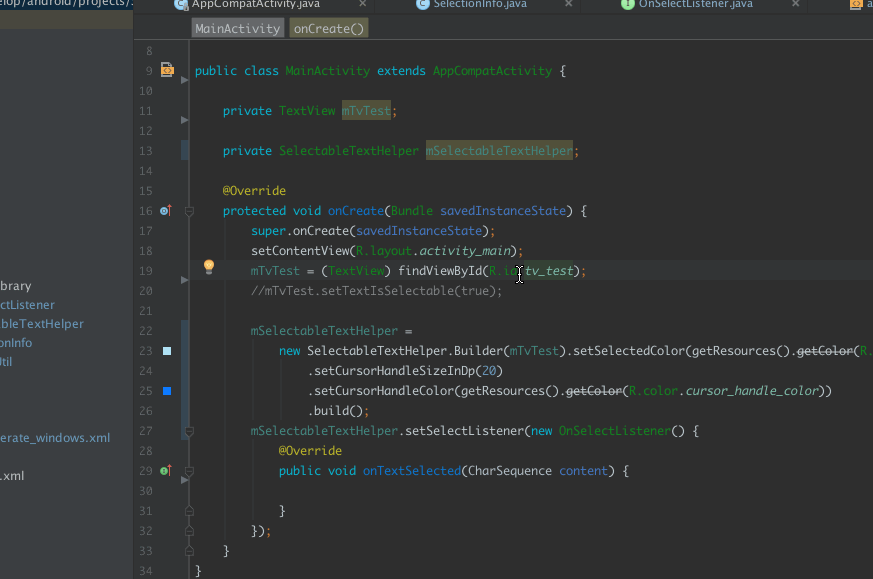 elop/android/projects/.
AppCompatActivity.java × SelectionInfo.java × OnSelectListener.java × a
MainActivity onCreate()
8
9 public class MainActivity extends AppCompatActivity {
10
11 private TextView mTvTest;
12
13 private SelectableTextHelper mSelectableTextHelper;
14
15 @Override
16 protected void onCreate(Bundle savedInstanceState) {
17 super.onCreate(savedInstanceState);
18 setContentView(R.layout.activity_main);
19 mTvTest = (TextView) findViewById(R.id.tv_test);
20 //mTvTest.setTextIsSelectable(true);
21
22 mSelectableTextHelper =
23 new SelectableTextHelper.Builder(mTvTest).setSelectedColor(getResources().getColor(R.
24 .setCursorHandleSizeInDp(20)
25 .setCursorHandleColor(getResources().getColor(R.color.cursor_handle_color))
26 .build();
27 mSelectableTextHelper.setSelectListener(new OnSelectListener() {
28 @Override
29 public void onTextSelected(CharSequence content) {
30
31 }
32 });
33 }
34 }
brary
ctListener
bleTextHelper
onInfo
til
erate_windows.xml
.xml